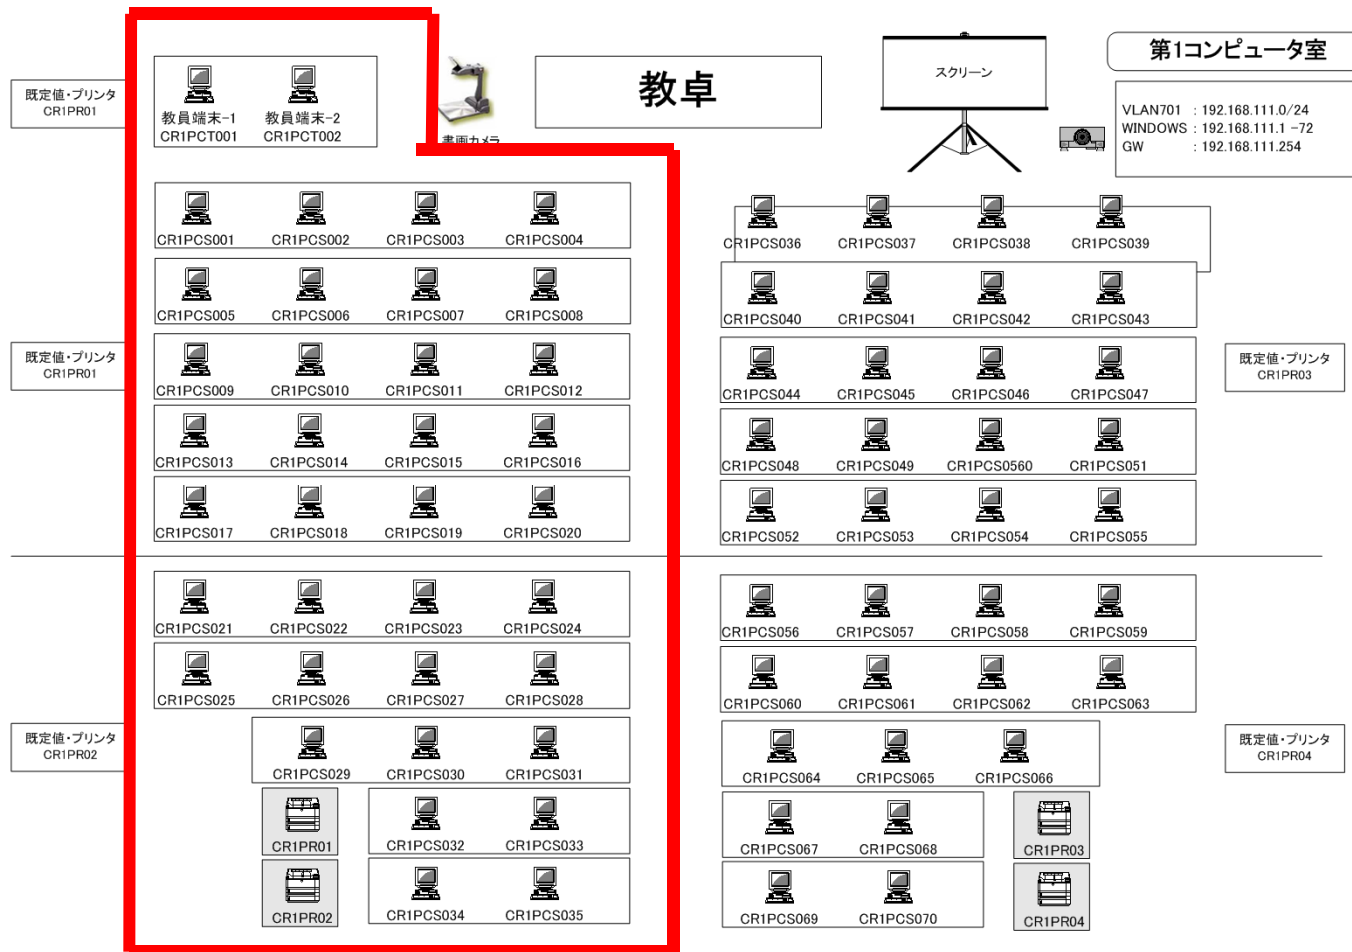 第1コンピュータ室
教卓
スクリーン
既定値・プリンタ
CR1PR01
教員端末-1
CR1PCT001
教員端末-2
CR1PCT002
書画カメラ
VLAN701 : 192.168.111.0/24
WINDOWS : 192.168.111.1 -72
GW : 192.168.111.254
CR1PCS001 CR1PCS002 CR1PCS003 CR1PCS004
CR1PCS036 CR1PCS037 CR1PCS038 CR1PCS039
CR1PCS005 CR1PCS006 CR1PCS007 CR1PCS008
CR1PCS040 CR1PCS041 CR1PCS042 CR1PCS043
既定値・プリンタ
CR1PR01
CR1PCS009 CR1PCS010 CR1PCS011 CR1PCS012
CR1PCS044 CR1PCS045 CR1PCS046 CR1PCS047
既定値・プリンタ
CR1PR03
CR1PCS013 CR1PCS014 CR1PCS015 CR1PCS016
CR1PCS048 CR1PCS049 CR1PCS0560 CR1PCS051
CR1PCS017 CR1PCS018 CR1PCS019 CR1PCS020
CR1PCS052 CR1PCS053 CR1PCS054 CR1PCS055
CR1PCS021 CR1PCS022 CR1PCS023 CR1PCS024
CR1PCS056 CR1PCS057 CR1PCS058 CR1PCS059
CR1PCS025 CR1PCS026 CR1PCS027 CR1PCS028
CR1PCS060 CR1PCS061 CR1PCS062 CR1PCS063
既定値・プリンタ
CR1PR02
CR1PCS029 CR1PCS030 CR1PCS031
CR1PCS064 CR1PCS065 CR1PCS066
既定値・プリンタ
CR1PR04
CR1PR01 CR1PCS032 CR1PCS033
CR1PCS067 CR1PCS068 CR1PR03
CR1PR02 CR1PCS034 CR1PCS035
CR1PCS069 CR1PCS070 CR1PR04